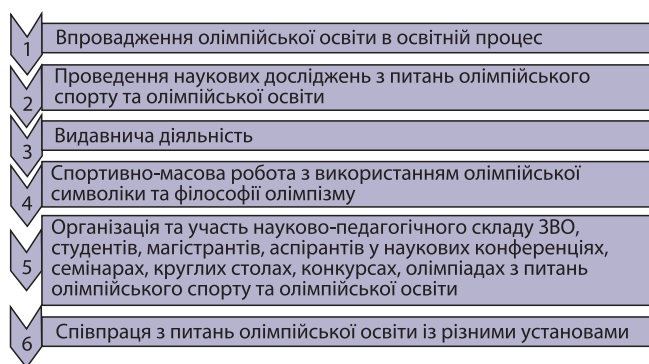 1 Впровадження олімпійської освіти в освітній процес
2 Проведення наукових досліджень з питань олімпійського
спорту та олімпійської освіти
3 Видавнича діяльність
4 Спортивно-масова робота з використанням олімпійської
символіки та філософії олімпізму
5 Організація та участь науково-педагогічного складу ЗВО,
студентів, магістрантів, аспірантів у наукових конференціях,
семінарах, круглих столах, конкурсах, олімпіадах з питань
олімпійського спорту та олімпійської освіти
6 Співпраця з питань олімпійської освіти із різними установами